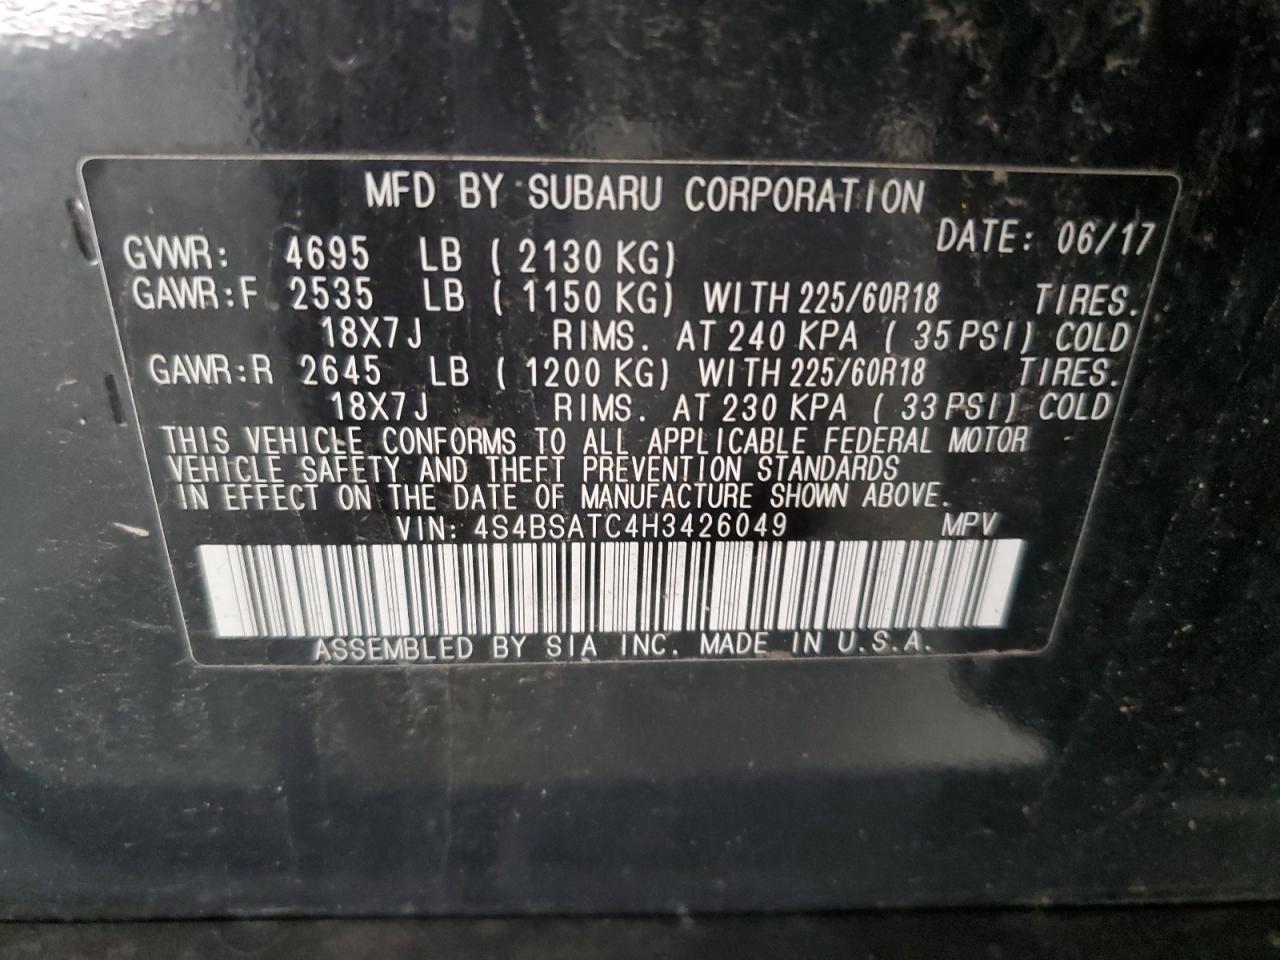 MFD BY SUBARU CORPORATION
DATE: 06/17
GVWR: 4695 LB ( 2130 KG)
GAWR:F 2535 LB ( 1150 KG) WITH 225/60R18 TIRES.
18X7J RIMS. AT 240 KPA ( 35 PSI) COLD
GAWR:R 2645 LB ( 1200 KG) WITH 225/60R18 TIRES.
18X7J RIMS. AT 230 KPA ( 33 PSI) COLD
THIS VEHICLE CONFORMS TO ALL APPLICABLE FEDERAL MOTOR
VEHICLE SAFETY AND THEFT PREVENTION STANDARDS
IN EFFECT ON THE DATE OF MANUFACTURE SHOWN ABOVE.
VIN: 4S4BSATC4H3426049 MPV
ASSEMBLED BY SIA INC. MADE IN U.S.A.